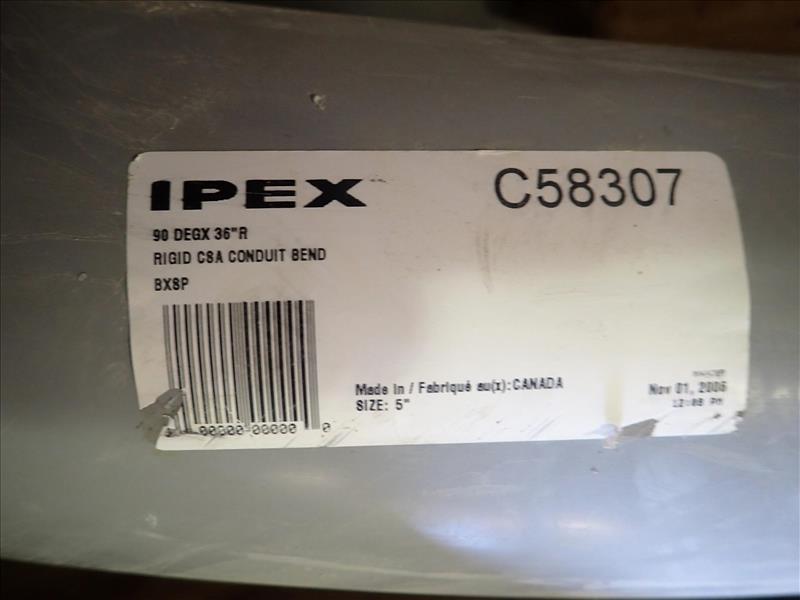 IPEX
C58307
90 DEGX 36"R
RIGID CSA CONDUIT BEND
BXSP
00000-00000 0
Made In / Fabriqué au(x): CANADA
SIZE: 5"
Nov 01, 2006
12:08 PM